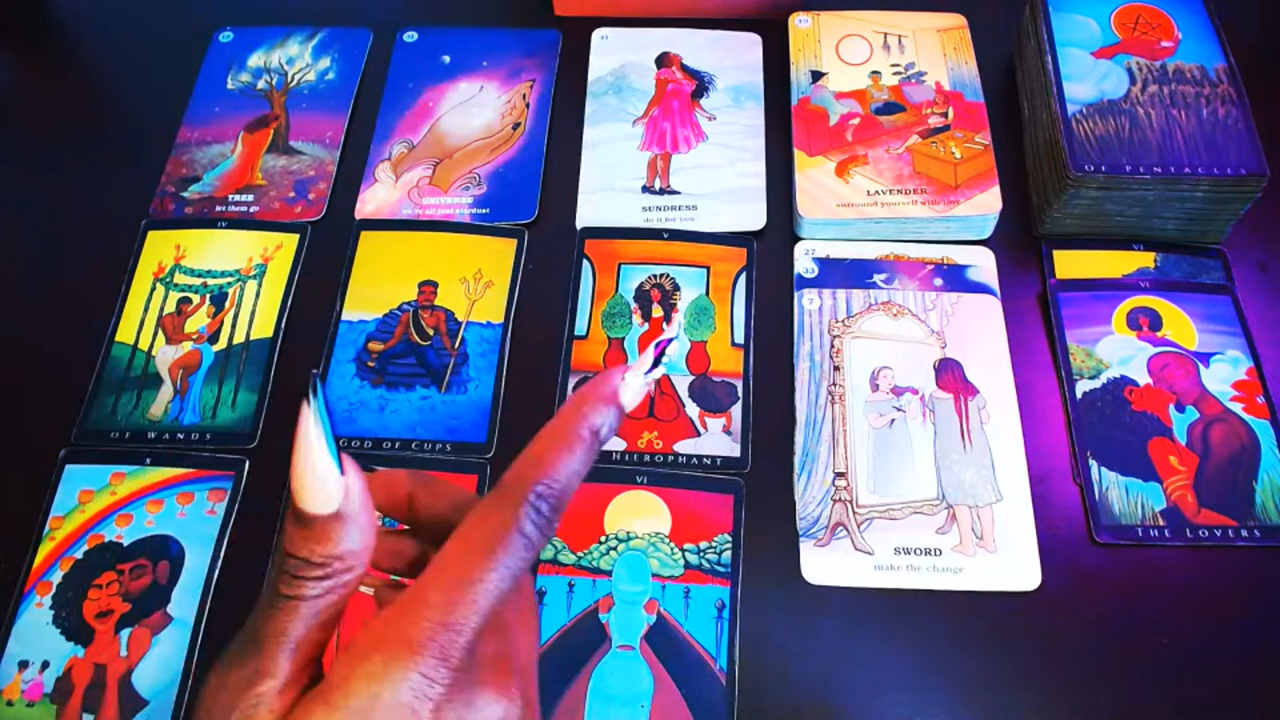 TREE
let them go
31
UNIVERSE
we're all just stardust
41
SUNDRESS
do it for you
LAVENDER
surround yourself with love
OF PENTACLES
IV
OF WANDS
GOD OF CUPS
V
HIEROPHANT
27
33
7
SWORD
make the change
VI
VI
THE LOVERS
X
VI